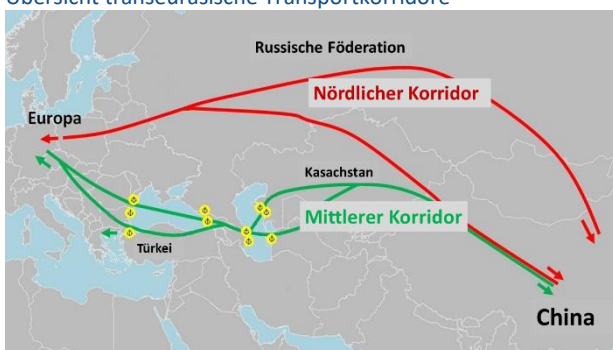 Übersicht transeurasische Transportkorridore
Russische Föderation
Nördlicher Korridor
Europa
Kasachstan
Mittlerer Korridor
Türkei
China